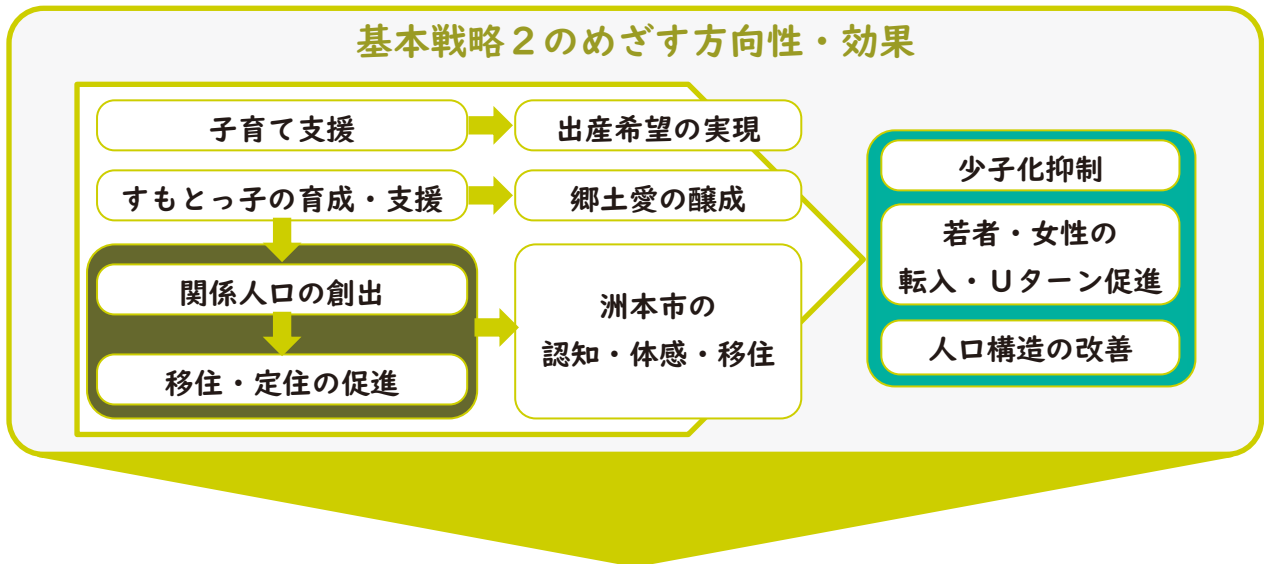 基本戦略２のめざす方向性・効果
子育て支援
出産希望の実現
すもとっ子の育成・支援
郷土愛の醸成
関係人口の創出
移住・定住の促進
洲本市の
認知・体感・移住
少子化抑制
若者・女性の
転入・Ｕターン促進
人口構造の改善